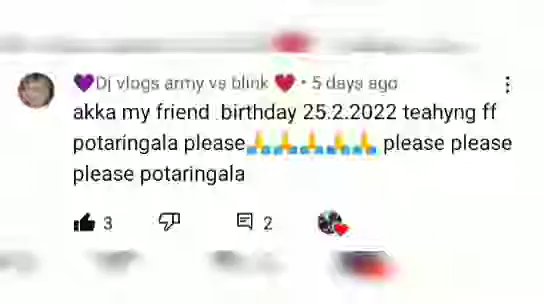 💜Dj vlogs army vs blink ❤️ • 5 days ago
akka my friend birthday 25.2.2022 teahyng ff
potaringala please🙏🙏🙏🙏🙏 please please
please potaringala
3 2